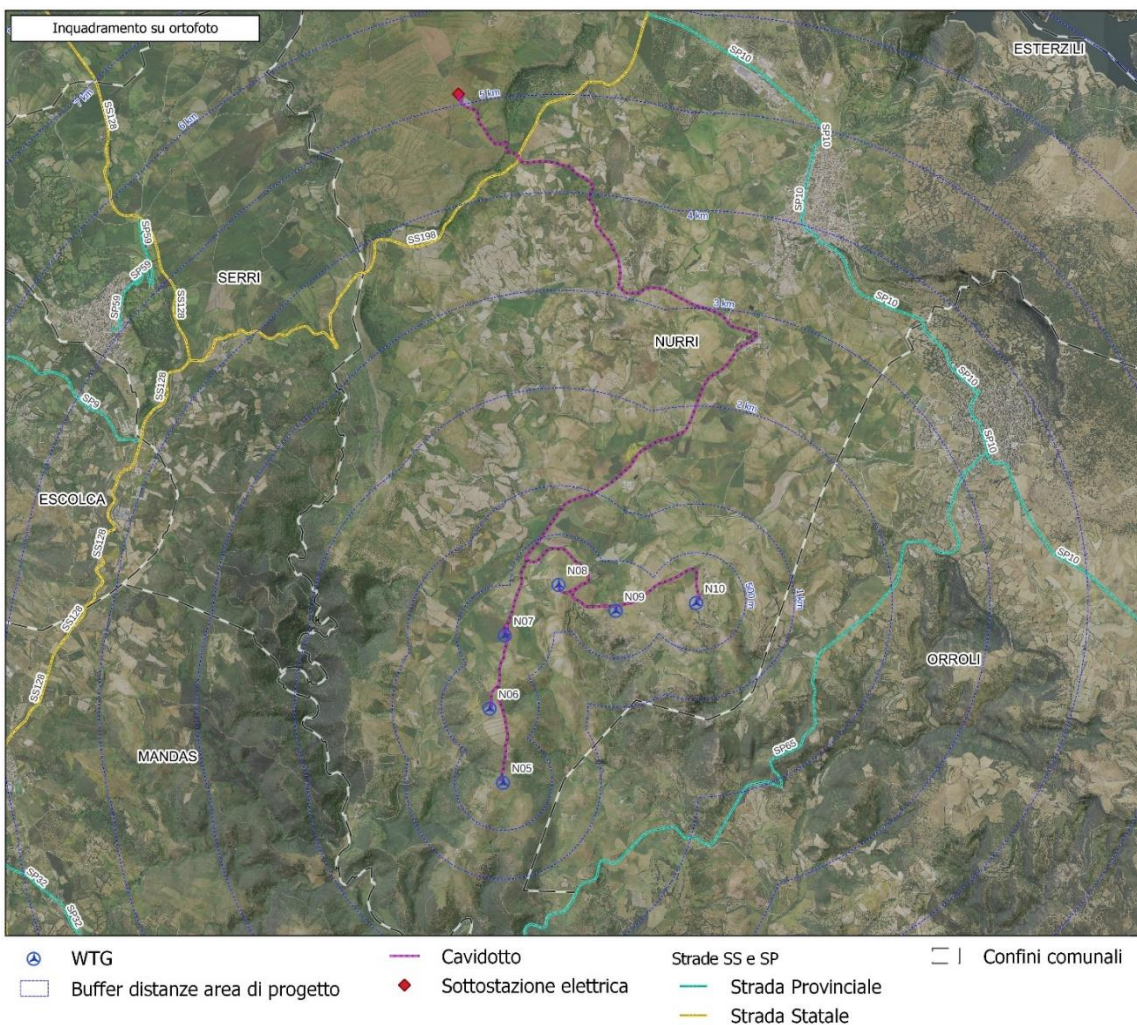 Inquadramento su ortofoto
SP10
ESTERZILI
7 km
6 km
5 km
SS128
SP10
SP10
4 km
SS198
SP59
SP59
SP59
SERRI
SS128
SP10
3 km
NURRI
SP10
SP9
SS128
2 km
SP10
ESCOLCA
SS128
SP10
N08
N09
N10
500 m
1 km
SS128
N07
ORROLI
SS128
N06
SP65
MANDAS
N05
SP32
SP32
WTG
Buffer distanze area di progetto
Cavidotto
Sottostazione elettrica
Strade SS e SP
Strada Provinciale
Strada Statale
Confini comunali